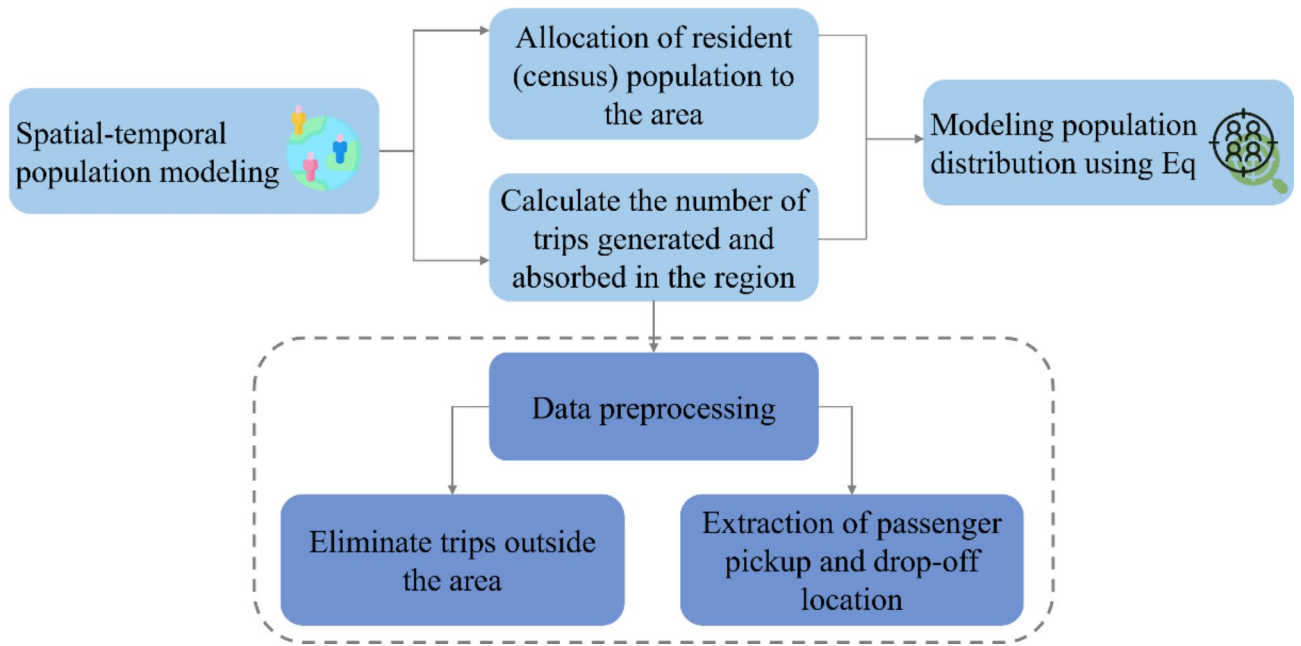 Spatial-temporal
population modeling
Allocation of resident
(census) population to
the area
Calculate the number of
trips generated and
absorbed in the region
Modeling population
distribution using Eq
Data preprocessing
Eliminate trips outside
the area
Extraction of passenger
pickup and drop-off
location